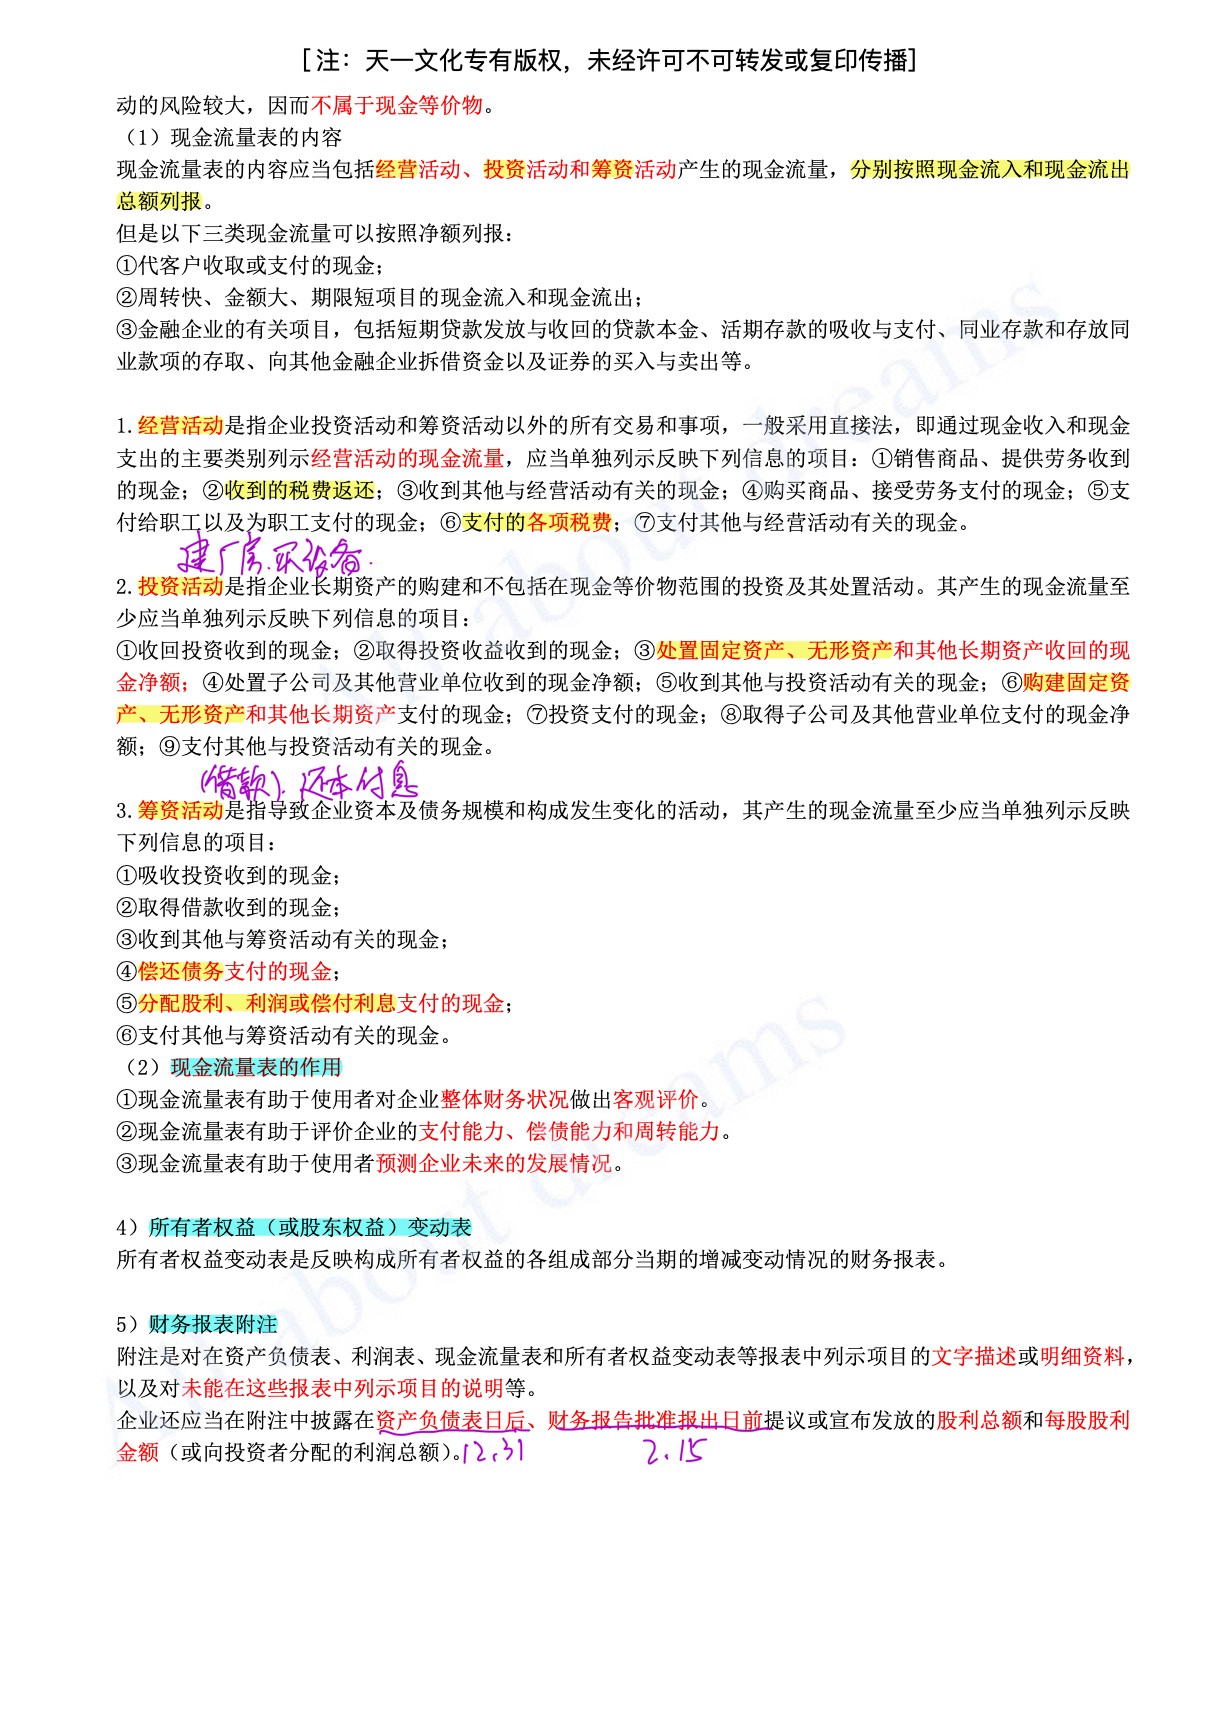 [注：天一文化专有版权，未经许可不可转发或复印传播]
动的风险较大，因而不属于现金等价物。
（1）现金流量表的内容
现金流量表的内容应当包括经营活动、投资活动和筹资活动产生的现金流量，分别按照现金流入和现金流出
总额列报。
但是以下三类现金流量可以按照净额列报：
①代客户收取或支付的现金；
②周转快、金额大、期限短项目的现金流入和现金流出；
③金融企业的有关项目，包括短期贷款发放与收回的贷款本金、活期存款的吸收与支付、同业存款和存放同
业款项的存取、向其他金融企业拆借资金以及证券的买入与卖出等。
1.经营活动是指企业投资活动和筹资活动以外的所有交易和事项，一般采用直接法，即通过现金收入和现金
支出的主要类别列示经营活动的现金流量，应当单独列示反映下列信息的项目：①销售商品、提供劳务收到
的现金；②收到的税费返还；③收到其他与经营活动有关的现金；④购买商品、接受劳务支付的现金；⑤支
付给职工以及为职工支付的现金；⑥支付的各项税费；⑦支付其他与经营活动有关的现金。
建厂房.买设备.
2.投资活动是指企业长期资产的购建和不包括在现金等价物范围的投资及其处置活动。其产生的现金流量至
少应当单独列示反映下列信息的项目：
①收回投资收到的现金；②取得投资收益收到的现金；③处置固定资产、无形资产和其他长期资产收回的现
金净额；④处置子公司及其他营业单位收到的现金净额；⑤收到其他与投资活动有关的现金；⑥购建固定资
产、无形资产和其他长期资产支付的现金；⑦投资支付的现金；⑧取得子公司及其他营业单位支付的现金净
额；⑨支付其他与投资活动有关的现金。
(借款).还本付息
3.筹资活动是指导致企业资本及债务规模和构成发生变化的活动，其产生的现金流量至少应当单独列示反映
下列信息的项目：
①吸收投资收到的现金；
②取得借款收到的现金；
③收到其他与筹资活动有关的现金；
④偿还债务支付的现金；
⑤分配股利、利润或偿付利息支付的现金；
⑥支付其他与筹资活动有关的现金。
（2）现金流量表的作用
①现金流量表有助于使用者对企业整体财务状况做出客观评价。
②现金流量表有助于评价企业的支付能力、偿债能力和周转能力。
③现金流量表有助于使用者预测企业未来的发展情况。
4）所有者权益（或股东权益）变动表
所有者权益变动表是反映构成所有者权益的各组成部分当期的增减变动情况的财务报表。
5）财务报表附注
附注是对在资产负债表、利润表、现金流量表和所有者权益变动表等报表中列示项目的文字描述或明细资料，
以及对未能在这些报表中列示项目的说明等。
企业还应当在附注中披露在资产负债表日后、财务报告批准报出日前提议或宣布发放的股利总额和每股股利
金额（或向投资者分配的利润总额）。12.31 2.15
All about dreams
All about dreams